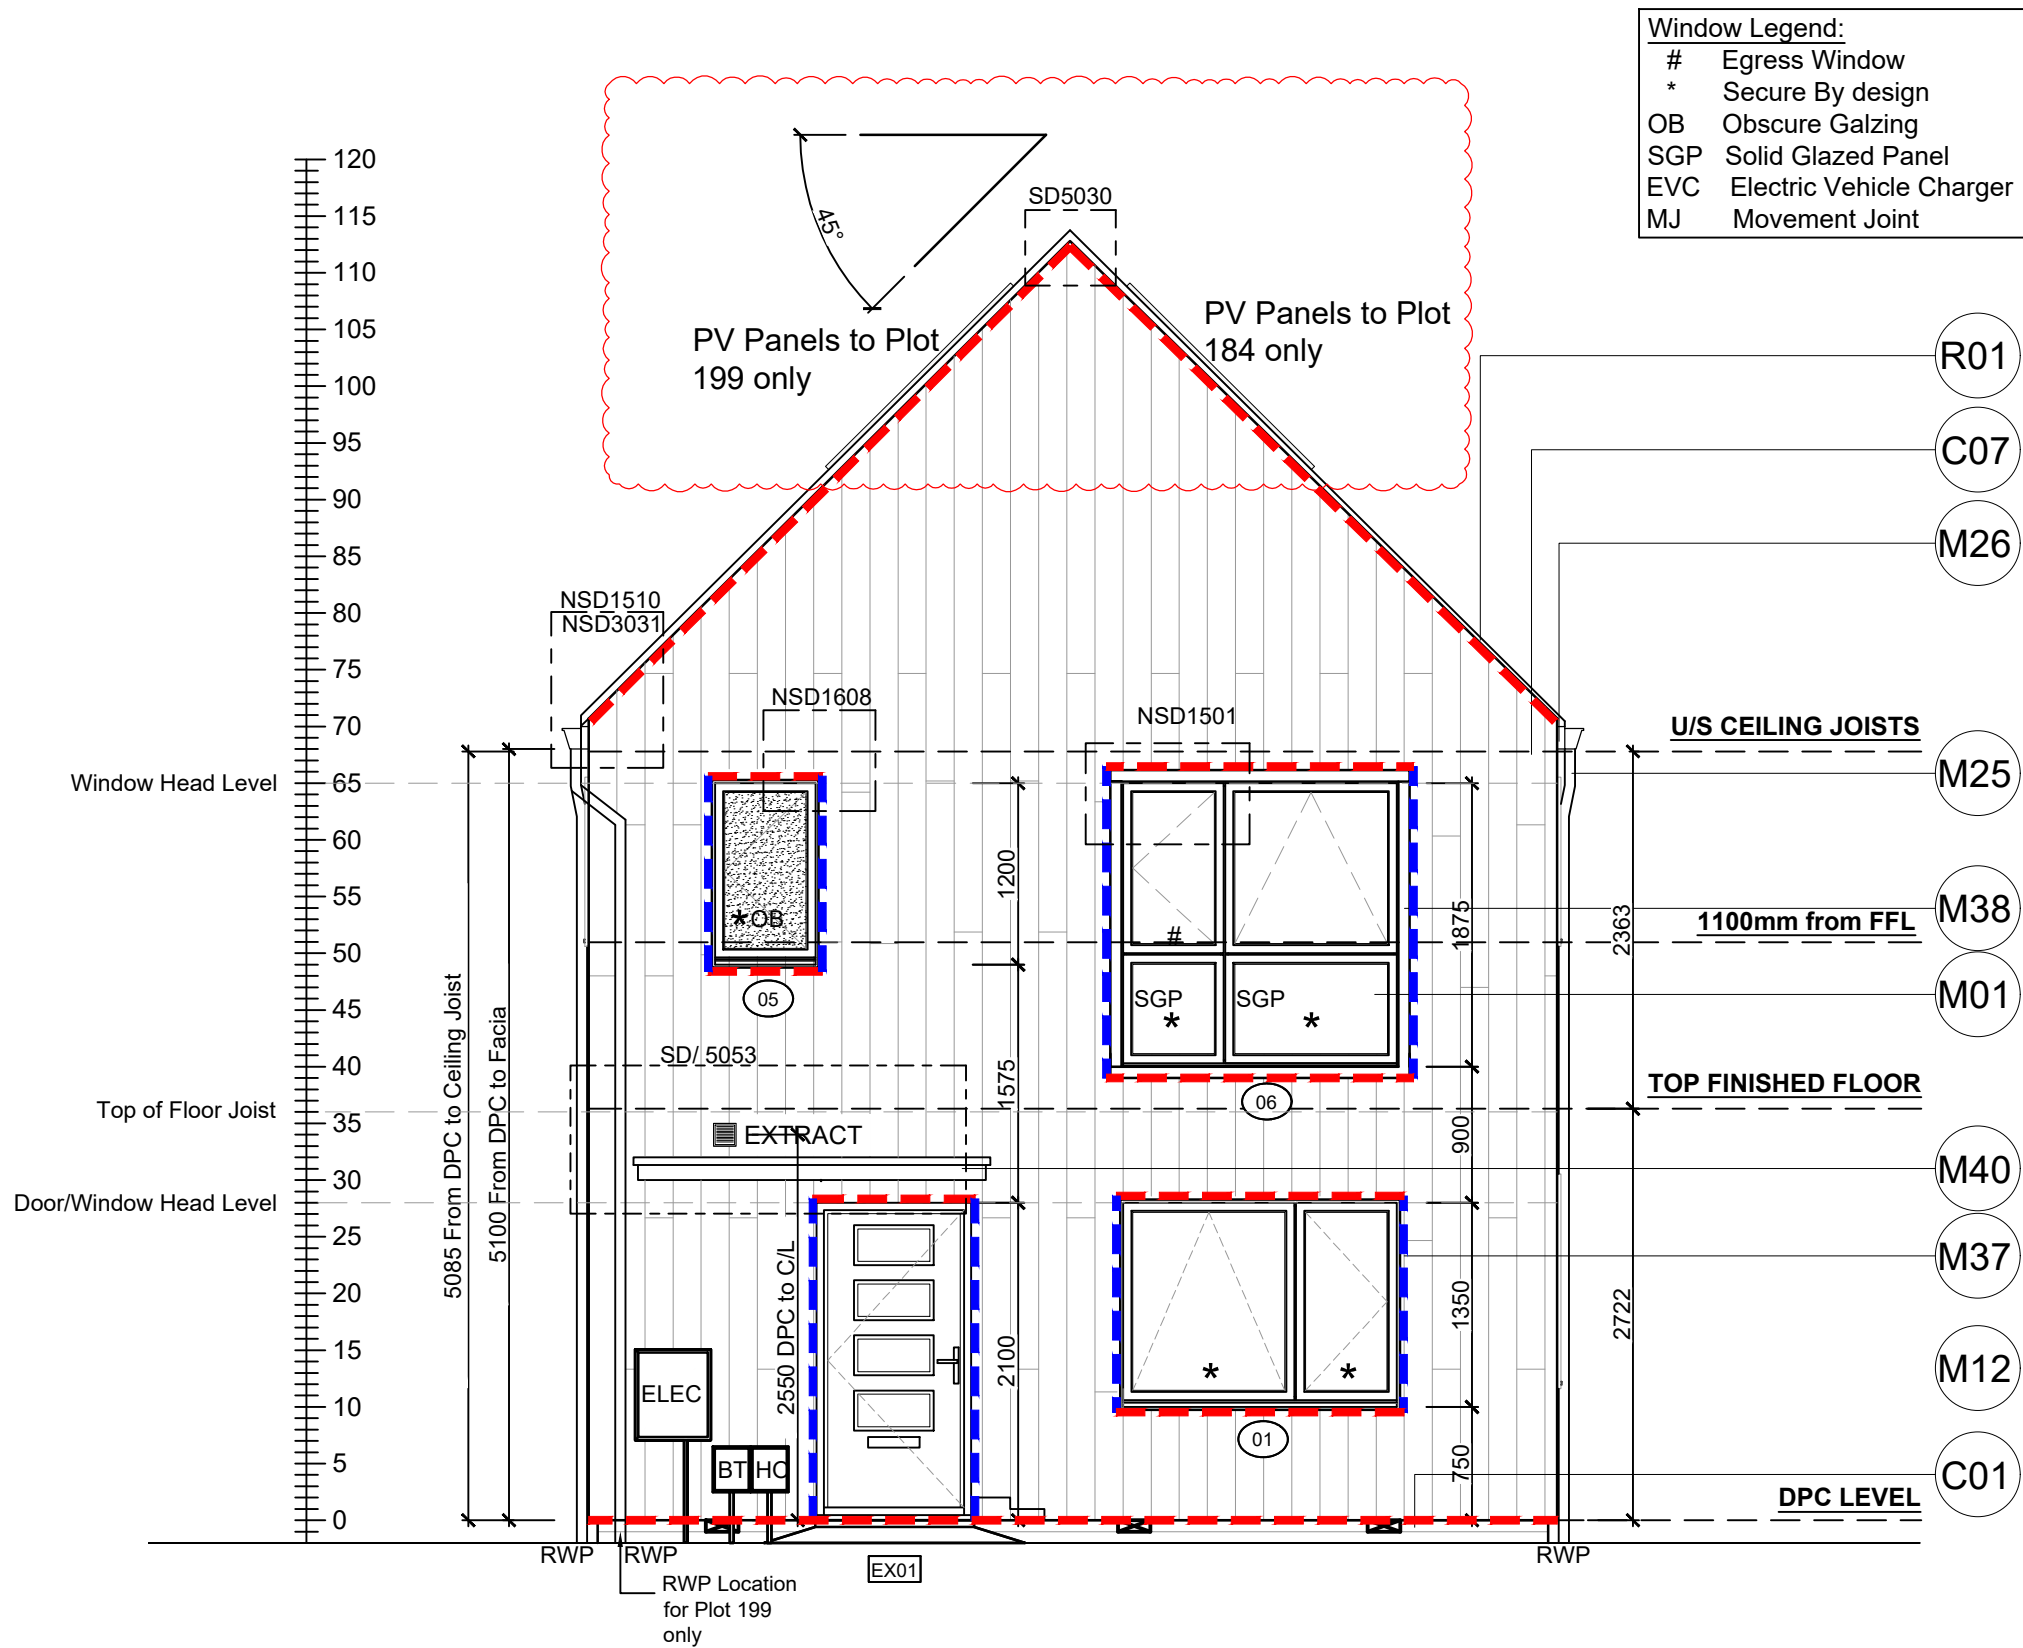 Window Legend:
# Egress Window
* Secure By design
OB Obscure Galzing
SGP Solid Glazed Panel
EVC Electric Vehicle Charger
MJ Movement Joint
120
115
110
105
100
95
90
85
80
75
70
65
60
55
50
45
40
35
30
25
20
15
10
5
0
45°
SD5030
PV Panels to Plot
199 only
PV Panels to Plot
184 only
R01
C07
M26
NSD1510
NSD3031
NSD1608
NSD1501
U/S CEILING JOISTS
M25
Window Head Level
1200
1875
2363
M38
1100mm from FFL
*OB
#
M01
SGP
*
SGP
*
05
06
5085 From DPC to Ceiling Joist
5100 From DPC to Facia
SD/ 5053
1575
TOP FINISHED FLOOR
Top of Floor Joist
EXTRACT
900
M40
Door/Window Head Level
M37
2550 DPC to C/L
2100
1350
2722
M12
* *
ELEC
BT HO
01
750
C01
DPC LEVEL
RWP RWP
RWP
EX01
RWP Location
for Plot 199
only